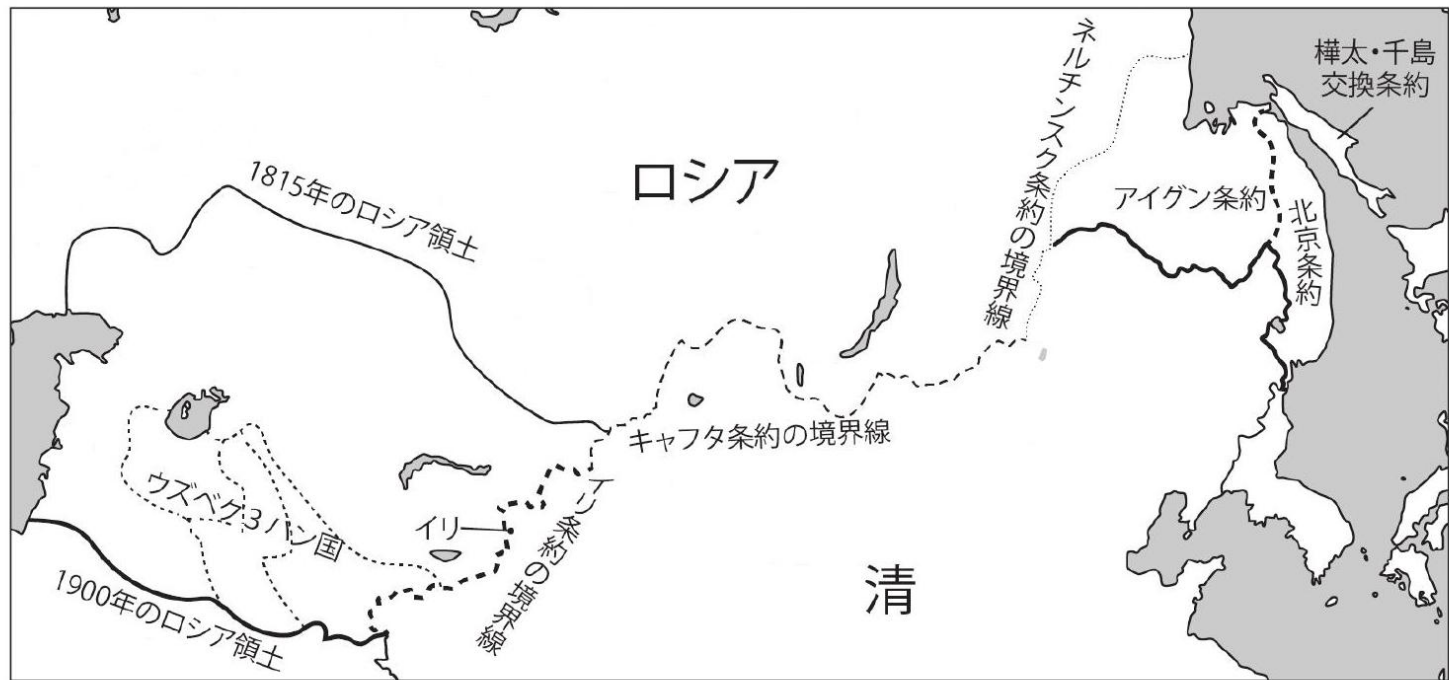 樺太・千島
交換条約
ネルチンスク条約の境界線
ロシア
1815年のロシア領土
アイグン条約
北京条約
キャフタ条約の境界線
ウズベク3ハン国
イリ
イリ条約の境界線
清
1900年のロシア領土